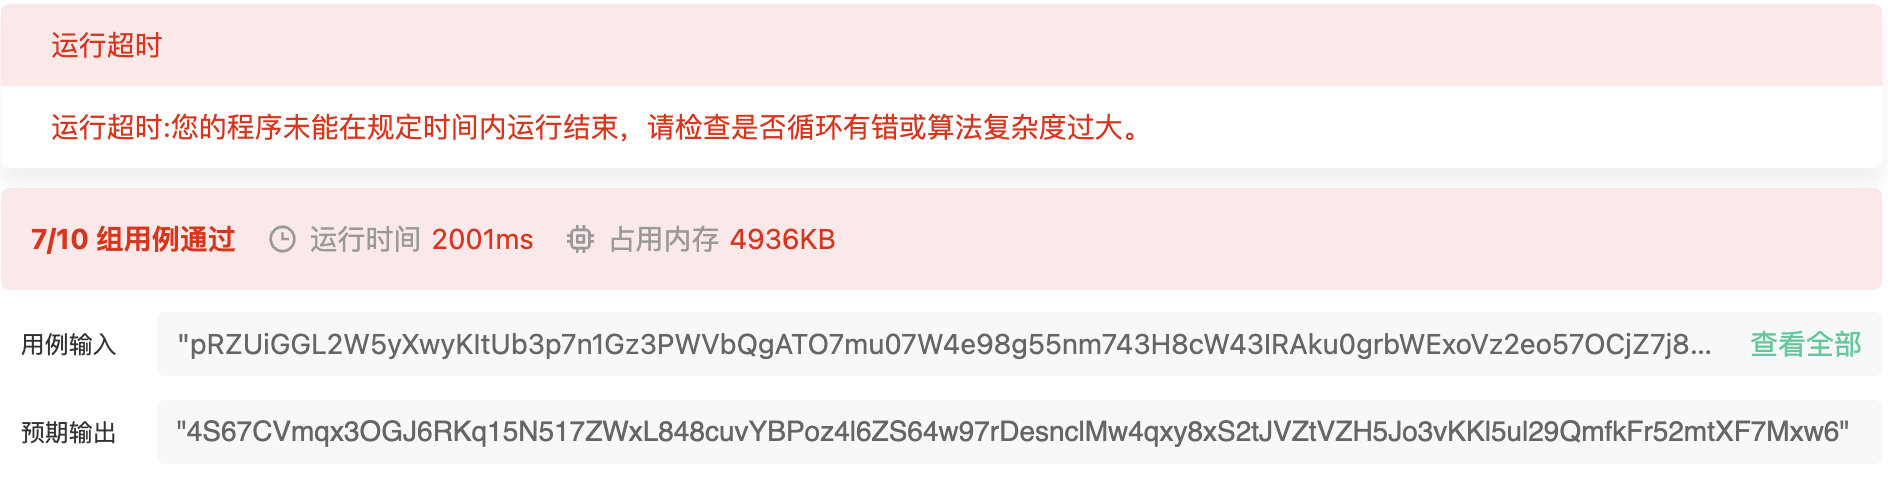 运行超时
运行超时:您的程序未能在规定时间内运行结束，请检查是否循环有错或算法复杂度过大。
7/10 组用例通过 运行时间 2001ms 占用内存 4936KB
用例输入 "pRZUiGGL2W5yXwyKItUb3p7n1Gz3PWVbQgATO7mu07W4e98g55nm743H8cW43IRAku0grbWExoVz2eo57OCjZ7j8... 查看全部
预期输出 "4S67CVmqx3OGJ6RKq15N517ZWxL848cuvYBPoz4l6ZS64w97rDesnclMw4qxy8xS2tJVZtVZH5Jo3vKKl5ul29QmfkFr52mtXF7Mxw6"